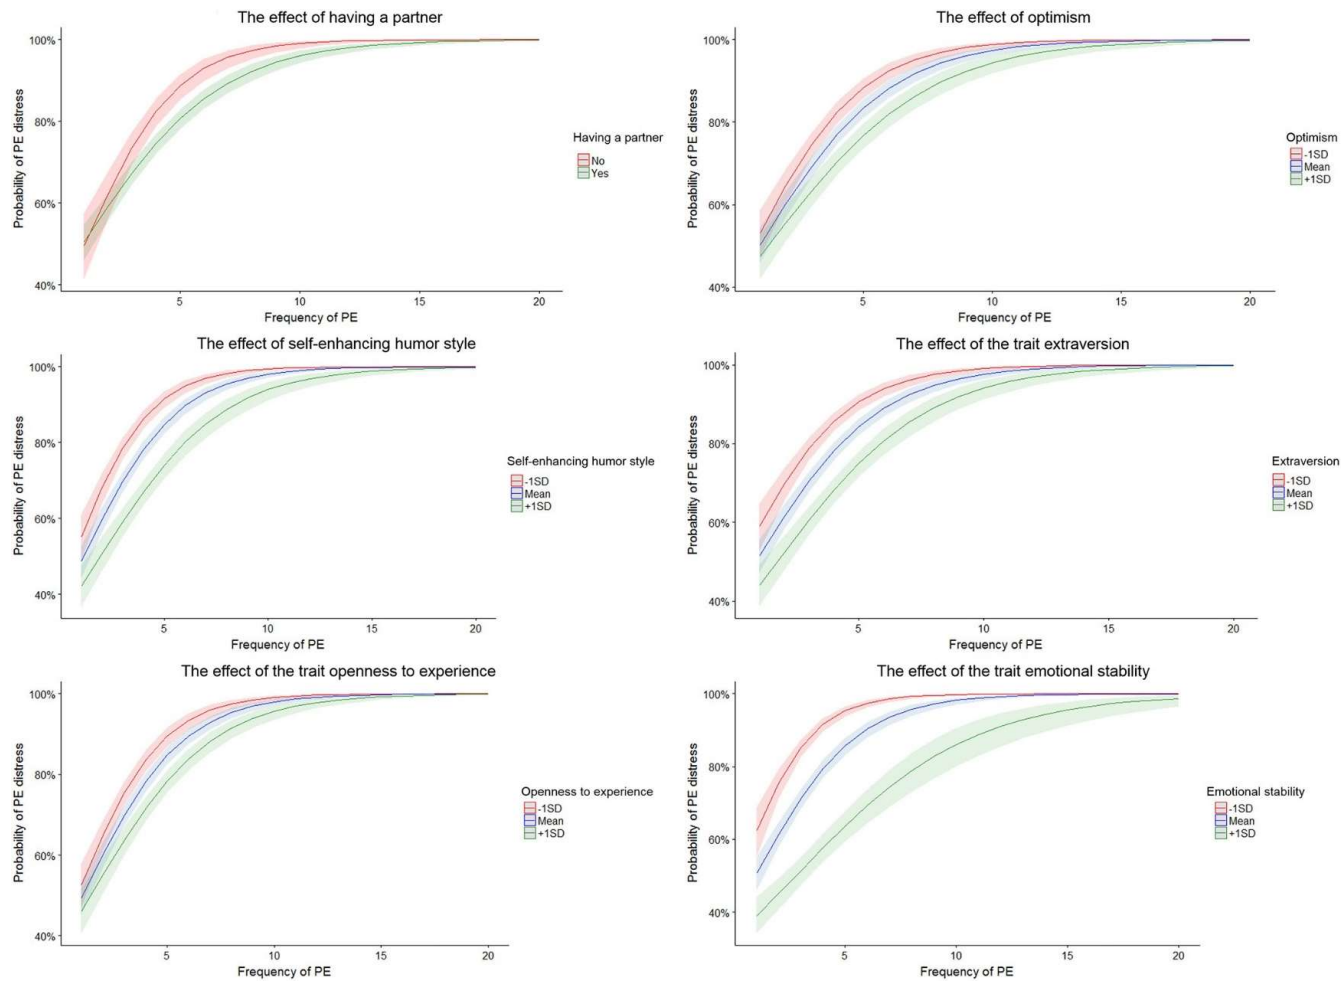 The effect of having a partner
100%
80%
60%
40%
Probability of PE distress
5
10
15
20
Frequency of PE
Having a partner
No
Yes
The effect of optimism
100%
80%
60%
40%
Probability of PE distress
5
10
15
20
Frequency of PE
Optimism
-1SD
Mean
+1SD
The effect of self-enhancing humor style
100%
80%
60%
40%
Probability of PE distress
5
10
15
20
Frequency of PE
Self-enhancing humor style
-1SD
Mean
+1SD
The effect of the trait extraversion
100%
80%
60%
40%
Probability of PE distress
5
10
15
20
Frequency of PE
Extraversion
-1SD
Mean
+1SD
The effect of the trait openness to experience
100%
80%
60%
40%
Probability of PE distress
5
10
15
20
Frequency of PE
Openness to experience
-1SD
Mean
+1SD
The effect of the trait emotional stability
100%
80%
60%
40%
Probability of PE distress
5
10
15
20
Frequency of PE
Emotional stability
-1SD
Mean
+1SD